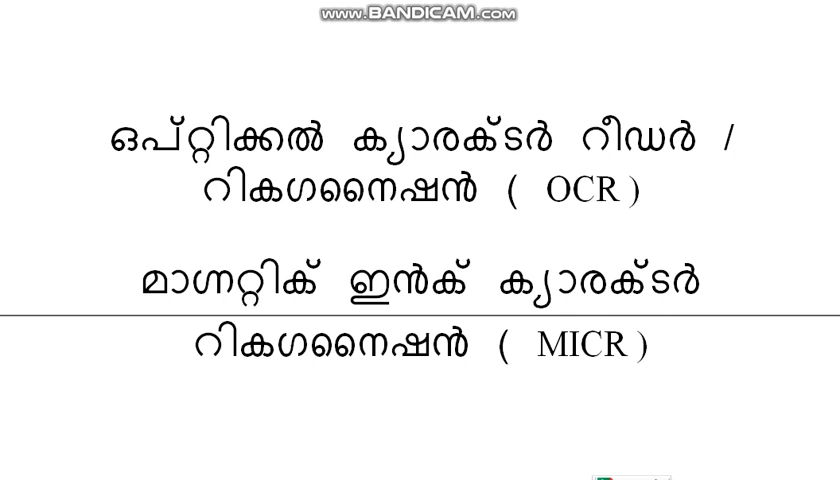 www.BANDICAM.com
ഒപ്റ്റിക്കൽ ക്യാരക്ടർ റീഡർ /
റികഗനൈഷൻ ( OCR )
മാഗ്നറ്റിക് ഇൻക് ക്യാരക്ടർ
റികഗനൈഷൻ ( MICR )